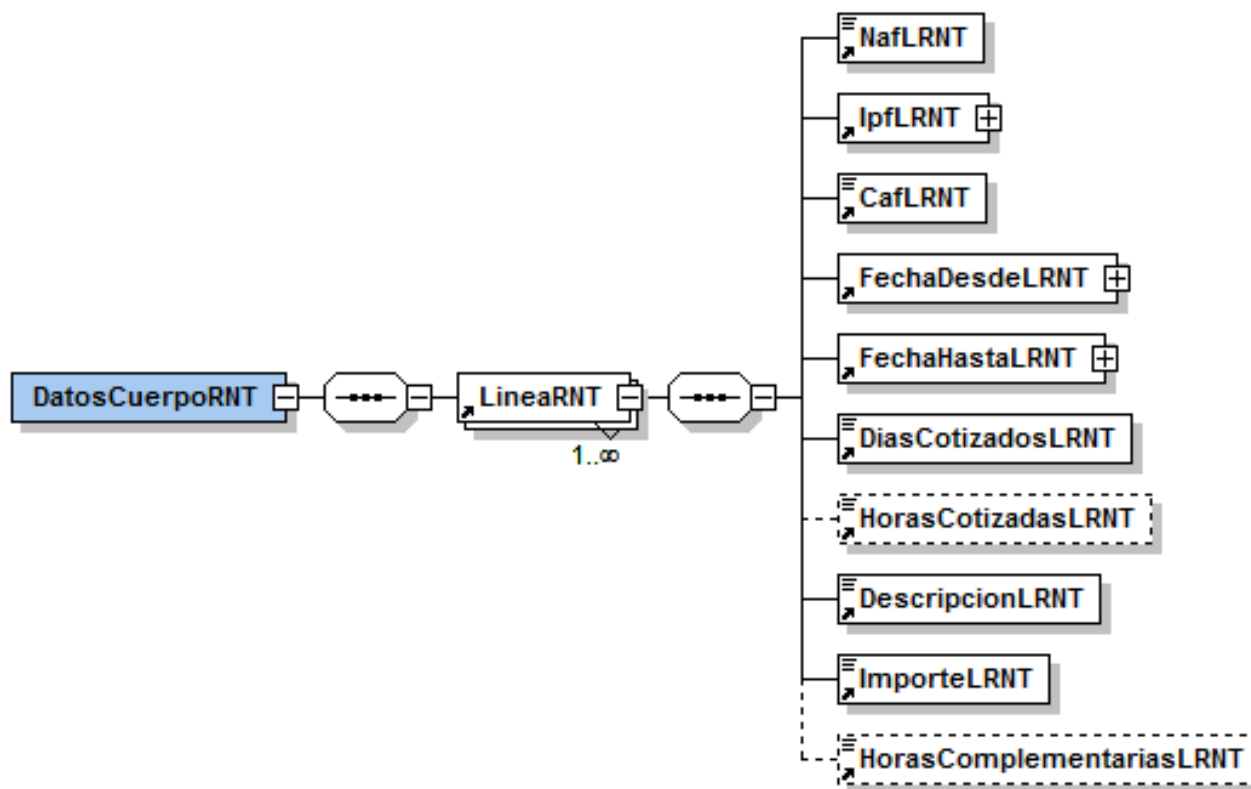 NafLRNT
IpfLRNT
CafLRNT
FechaDesdeLRNT
FechaHastaLRNT
DatosCuerpoRNT
LineaRNT
1..∞
DiasCotizadosLRNT
HorasCotizadasLRNT
DescripcionLRNT
ImporteLRNT
HorasComplementariasLRNT